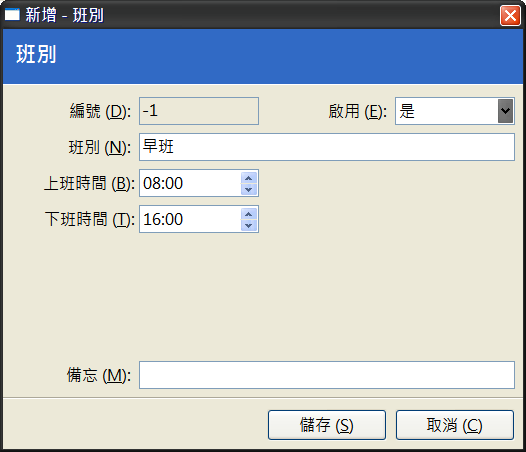 新增 - 班別
班別
編號 (D): -1 啟用 (E): 是
班別 (N): 早班
上班時間 (B): 08:00
下班時間 (T): 16:00
備忘 (M):
儲存 (S) 取消 (C)